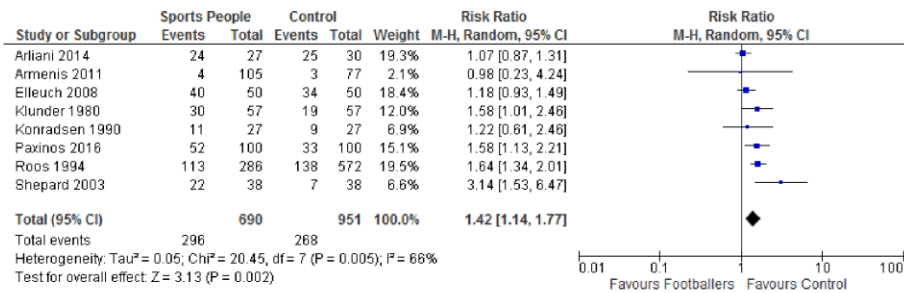 Sports People Control Risk Ratio Risk Ratio
Study or Subgroup Events Total Events Total Weight M-H, Random, 95% CI M-H, Random, 95% CI
Arliani 2014 24 27 25 30 19.3% 1.07 [0.87, 1.31]
Armenis 2011 4 105 3 77 2.1% 0.98 [0.23, 4.24]
Elleuch 2008 40 50 34 50 18.4% 1.18 [0.93, 1.49]
Klunder 1980 30 57 19 57 12.0% 1.58 [1.01, 2.46]
Konradsen 1990 11 27 9 27 6.9% 1.22 [0.61, 2.46]
Paxinos 2016 52 100 33 100 15.1% 1.58 [1.13, 2.21]
Roos 1994 113 286 138 572 19.5% 1.64 [1.34, 2.01]
Shepard 2003 22 38 7 38 6.6% 3.14 [1.53, 6.47]
Total (95% CI) 690 951 100.0% 1.42 [1.14, 1.77]
Total events 296 268
Heterogeneity: Tau² = 0.05; Chi² = 20.45, df = 7 (P = 0.005); I² = 66%
Test for overall effect: Z = 3.13 (P = 0.002)
0.01 0.1 1 10 100
Favours Footballers Favours Control